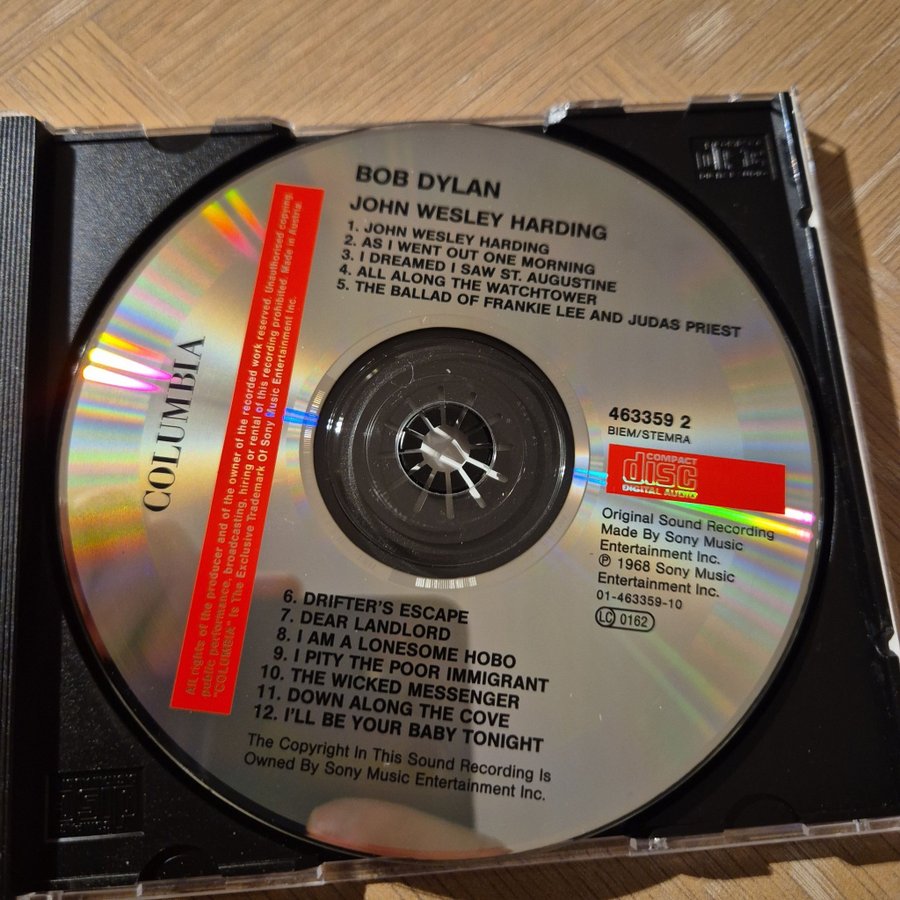 BOB DYLAN
JOHN WESLEY HARDING
1. JOHN WESLEY HARDING
2. AS I WENT OUT ONE MORNING
3. I DREAMED I SAW ST. AUGUSTINE
4. ALL ALONG THE WATCHTOWER
5. THE BALLAD OF FRANKIE LEE AND JUDAS PRIEST
COLUMBIA
All rights of the producer and of the owner of the recorded work reserved. Unauthorised copying,
public performance, broadcasting, hiring or rental of this recording prohibited. Made in Austria.
"COLUMBIA" Is The Exclusive Trademark Of Sony Music Entertainment Inc.
463359 2
BIEM/STEMRA
COMPACT
disc
DIGITAL AUDIO
Original Sound Recording
Made By Sony Music
Entertainment Inc.
℗ 1968 Sony Music
Entertainment Inc.
01-463359-10
LC 0162
6. DRIFTER'S ESCAPE
7. DEAR LANDLORD
8. I AM A LONESOME HOBO
9. I PITY THE POOR IMMIGRANT
10. THE WICKED MESSENGER
11. DOWN ALONG THE COVE
12. I'LL BE YOUR BABY TONIGHT
The Copyright In This Sound Recording Is
Owned By Sony Music Entertainment Inc.